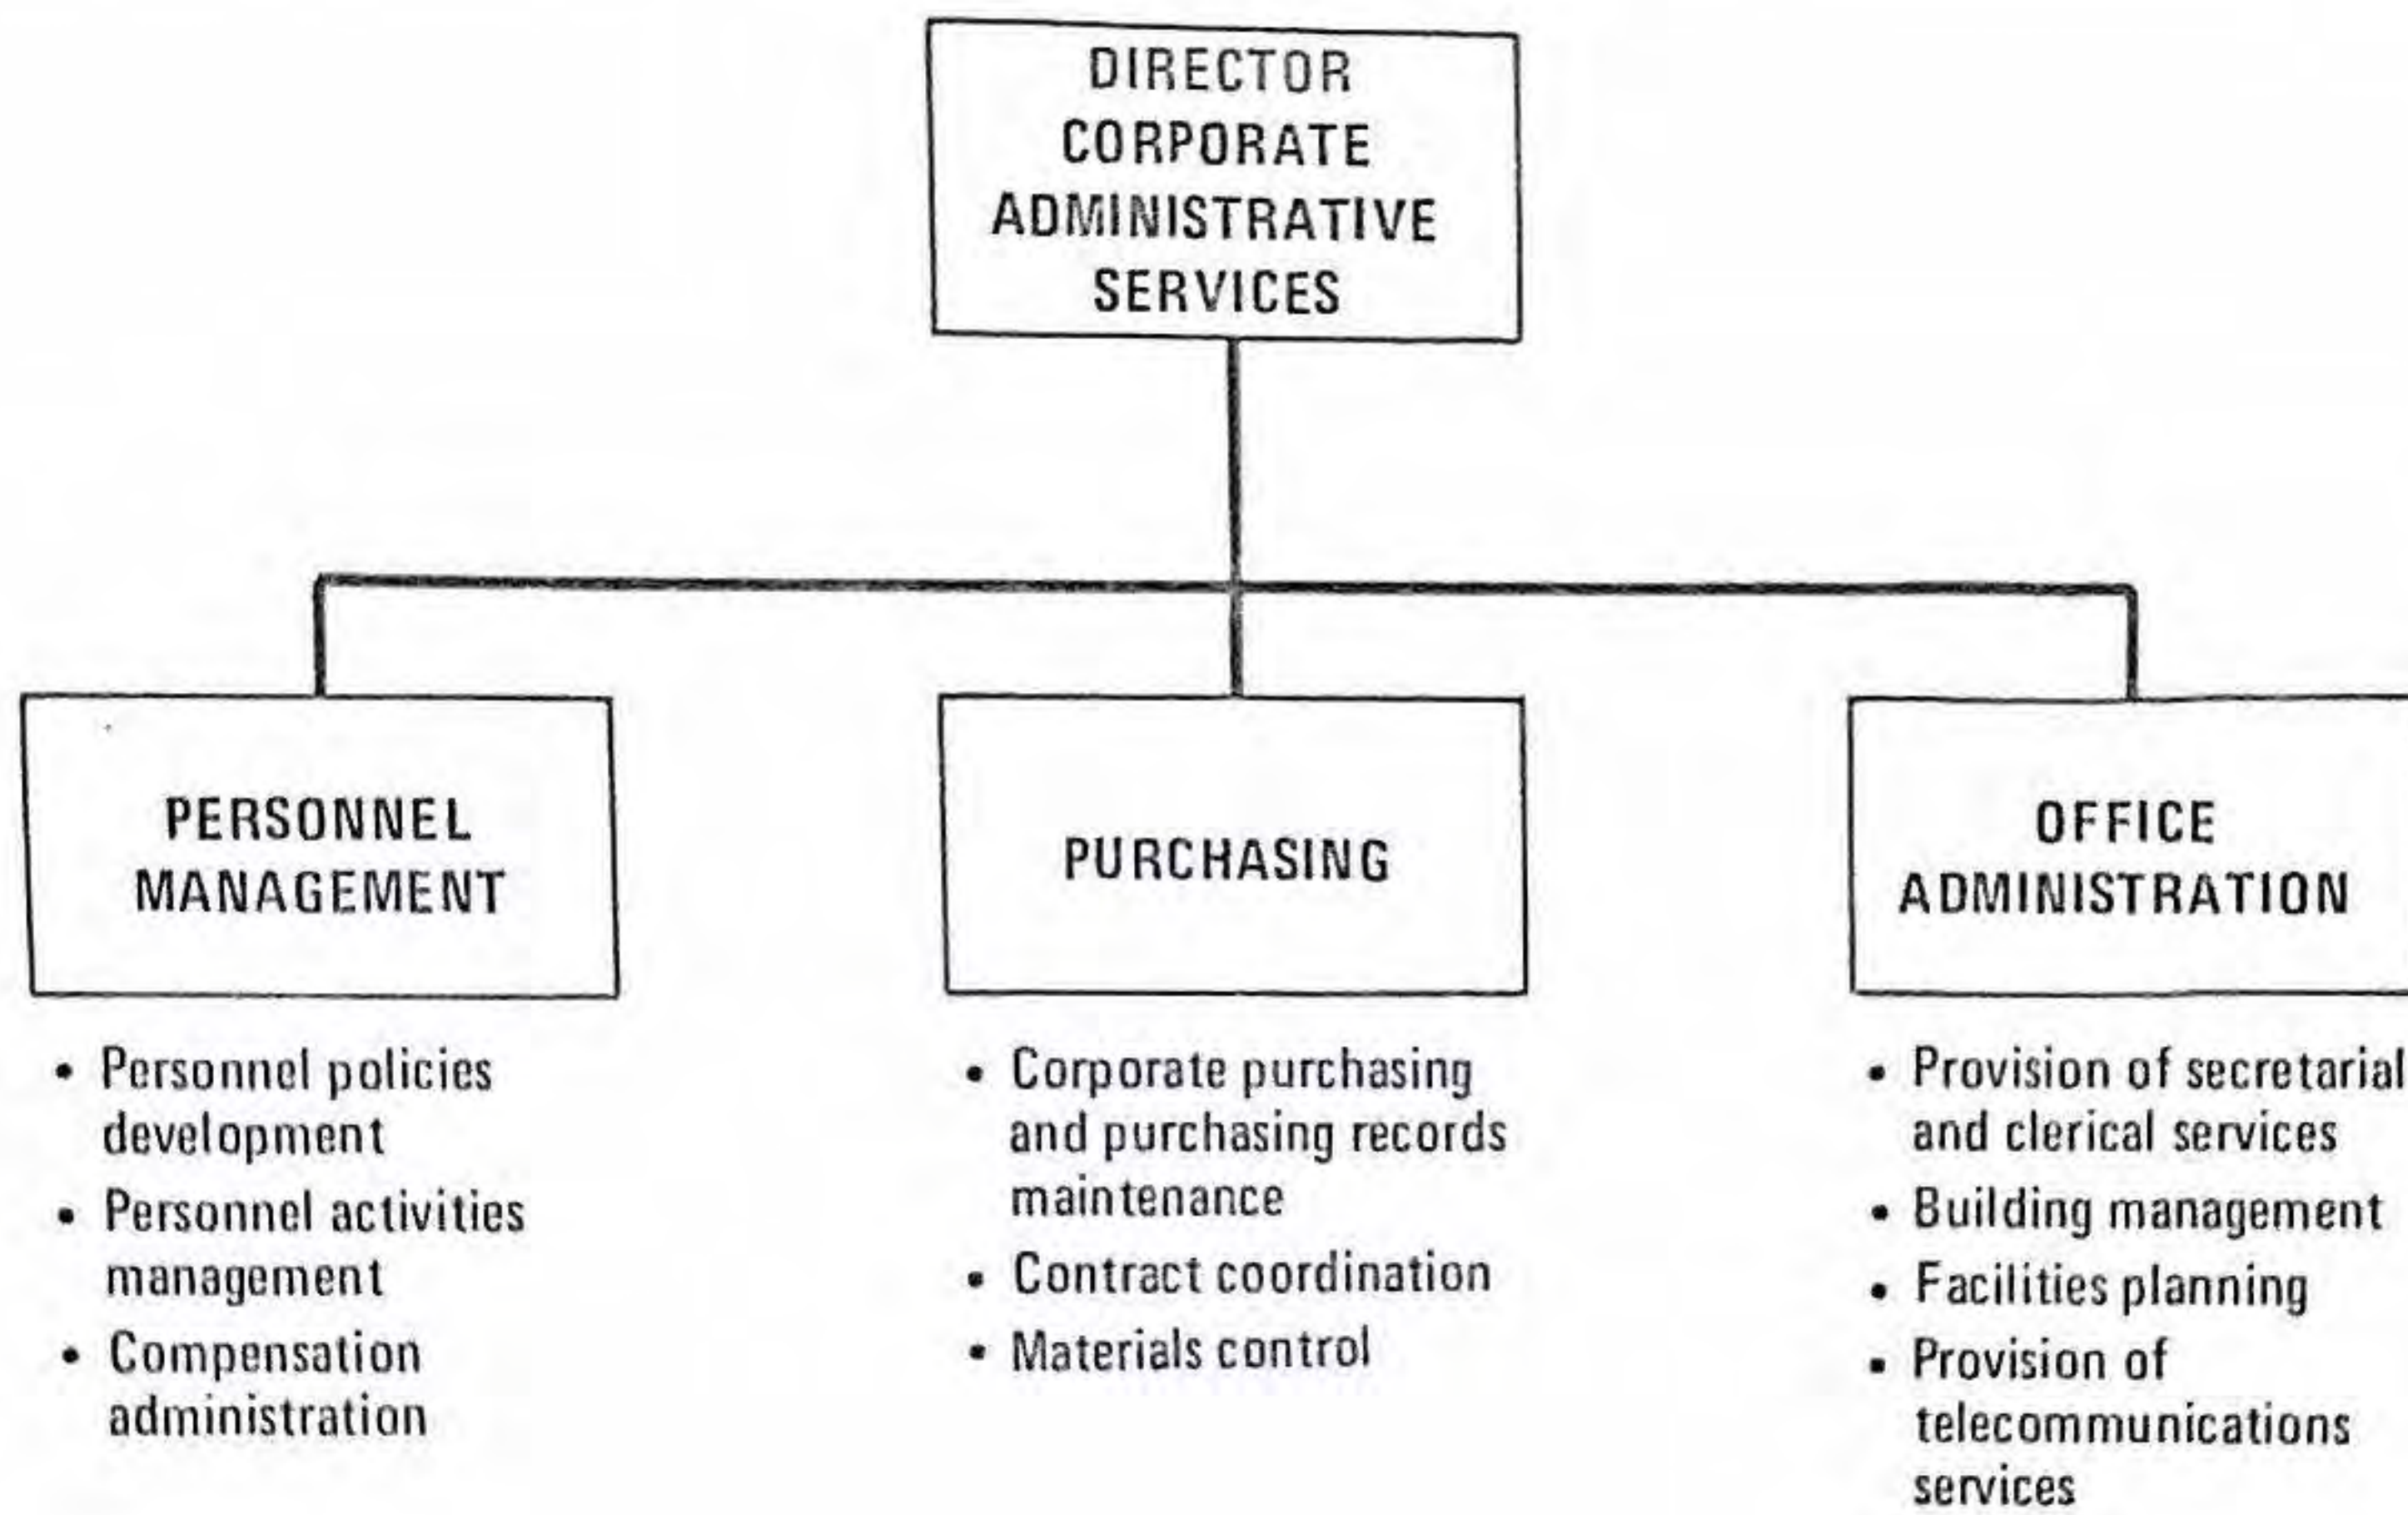 DIRECTOR
CORPORATE
ADMINISTRATIVE
SERVICES
PERSONNEL
MANAGEMENT
PURCHASING
OFFICE
ADMINISTRATION
• Personnel policies
development
• Personnel activities
management
• Compensation
administration
• Corporate purchasing
and purchasing records
maintenance
• Contract coordination
• Materials control
• Provision of secretarial
and clerical services
• Building management
• Facilities planning
• Provision of
telecommunications
services